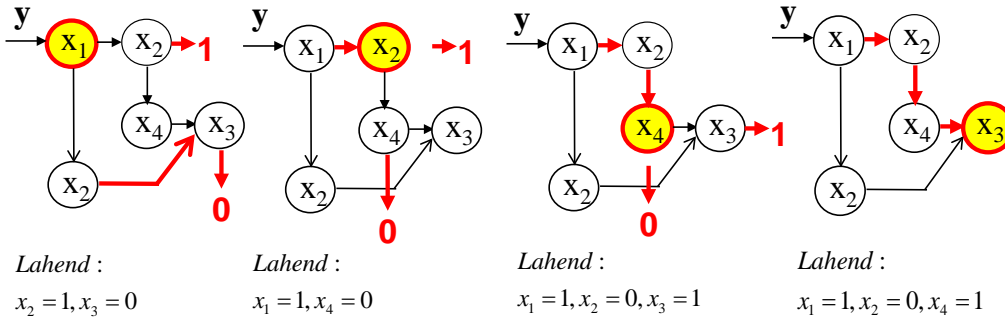 y x₁ x₂ 1
x₄ x₃
x₂
0
Lahend :
x₂ = 1, x₃ = 0
y x₁ x₂ 1
x₄ x₃
x₂
0
Lahend :
x₁ = 1, x₄ = 0
y x₁ x₂
x₄ x₃ 1
x₂
0
Lahend :
x₁ = 1, x₂ = 0, x₃ = 1
y x₁ x₂
x₄ x₃
x₂
Lahend :
x₁ = 1, x₂ = 0, x₄ = 1